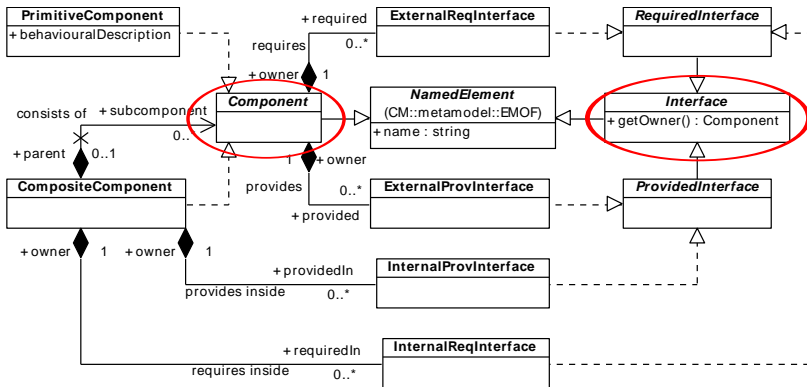 PrimitiveComponent
+ behaviouralDescription
+ required
requires
0..*
+ owner
1
ExternalReqInterface
RequiredInterface
consists of
+ subcomponent
0..
+ parent
0..1
Component
NamedElement
(CM::metamodel::EMOF)
+ name : string
Interface
+ getOwner() : Component
1
+ owner
provides
0..*
+ provided
CompositeComponent
ExternalProvInterface
ProvidedInterface
+ owner
1
+ owner
1
+ providedIn
provides inside
0..*
InternalProvInterface
+ requiredIn
requires inside
0..*
InternalReqInterface